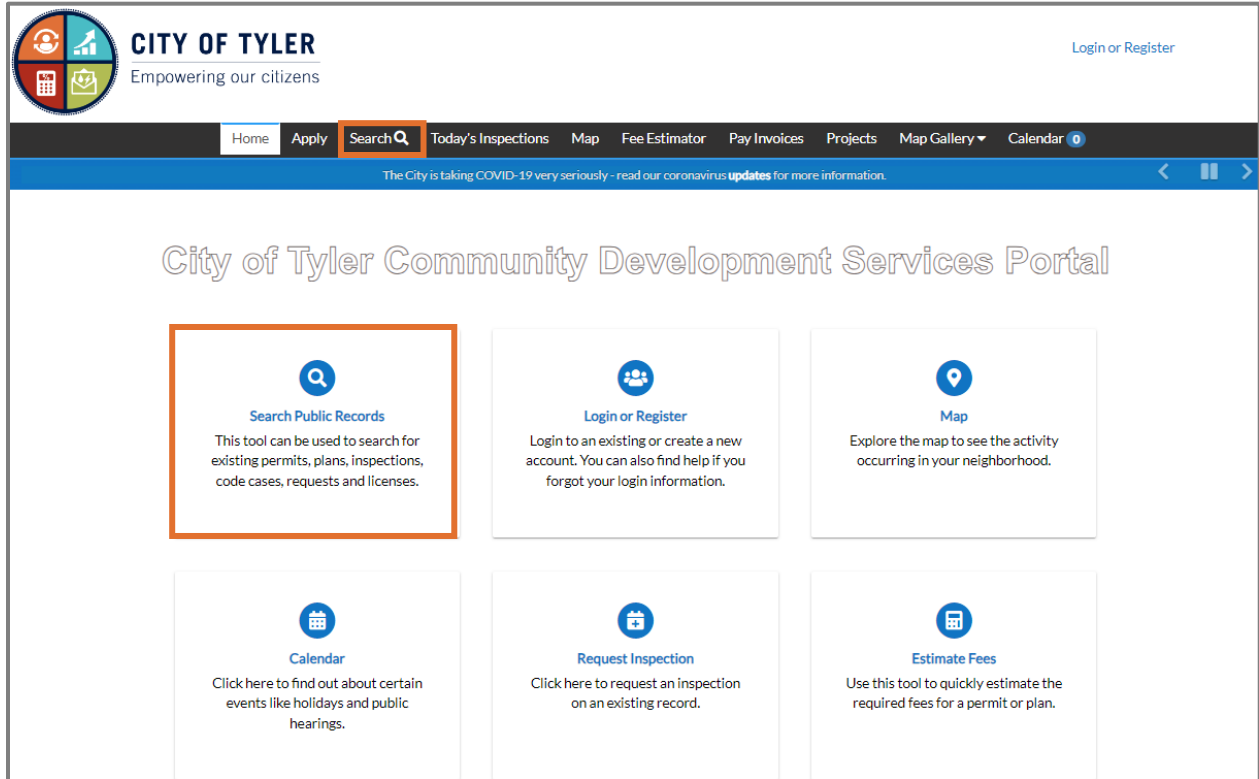 CITY OF TYLER
Empowering our citizens
Login or Register
Home Apply Search Today's Inspections Map Fee Estimator Pay Invoices Projects Map Gallery Calendar 0
The City is taking COVID-19 very seriously - read our coronavirus updates for more information.
City of Tyler Community Development Services Portal
Search Public Records
This tool can be used to search for
existing permits, plans, inspections,
code cases, requests and licenses.
Login or Register
Login to an existing or create a new
account. You can also find help if you
forgot your login information.
Map
Explore the map to see the activity
occurring in your neighborhood.
Calendar
Click here to find out about certain
events like holidays and public
hearings.
Request Inspection
Click here to request an inspection
on an existing record.
Estimate Fees
Use this tool to quickly estimate the
required fees for a permit or plan.